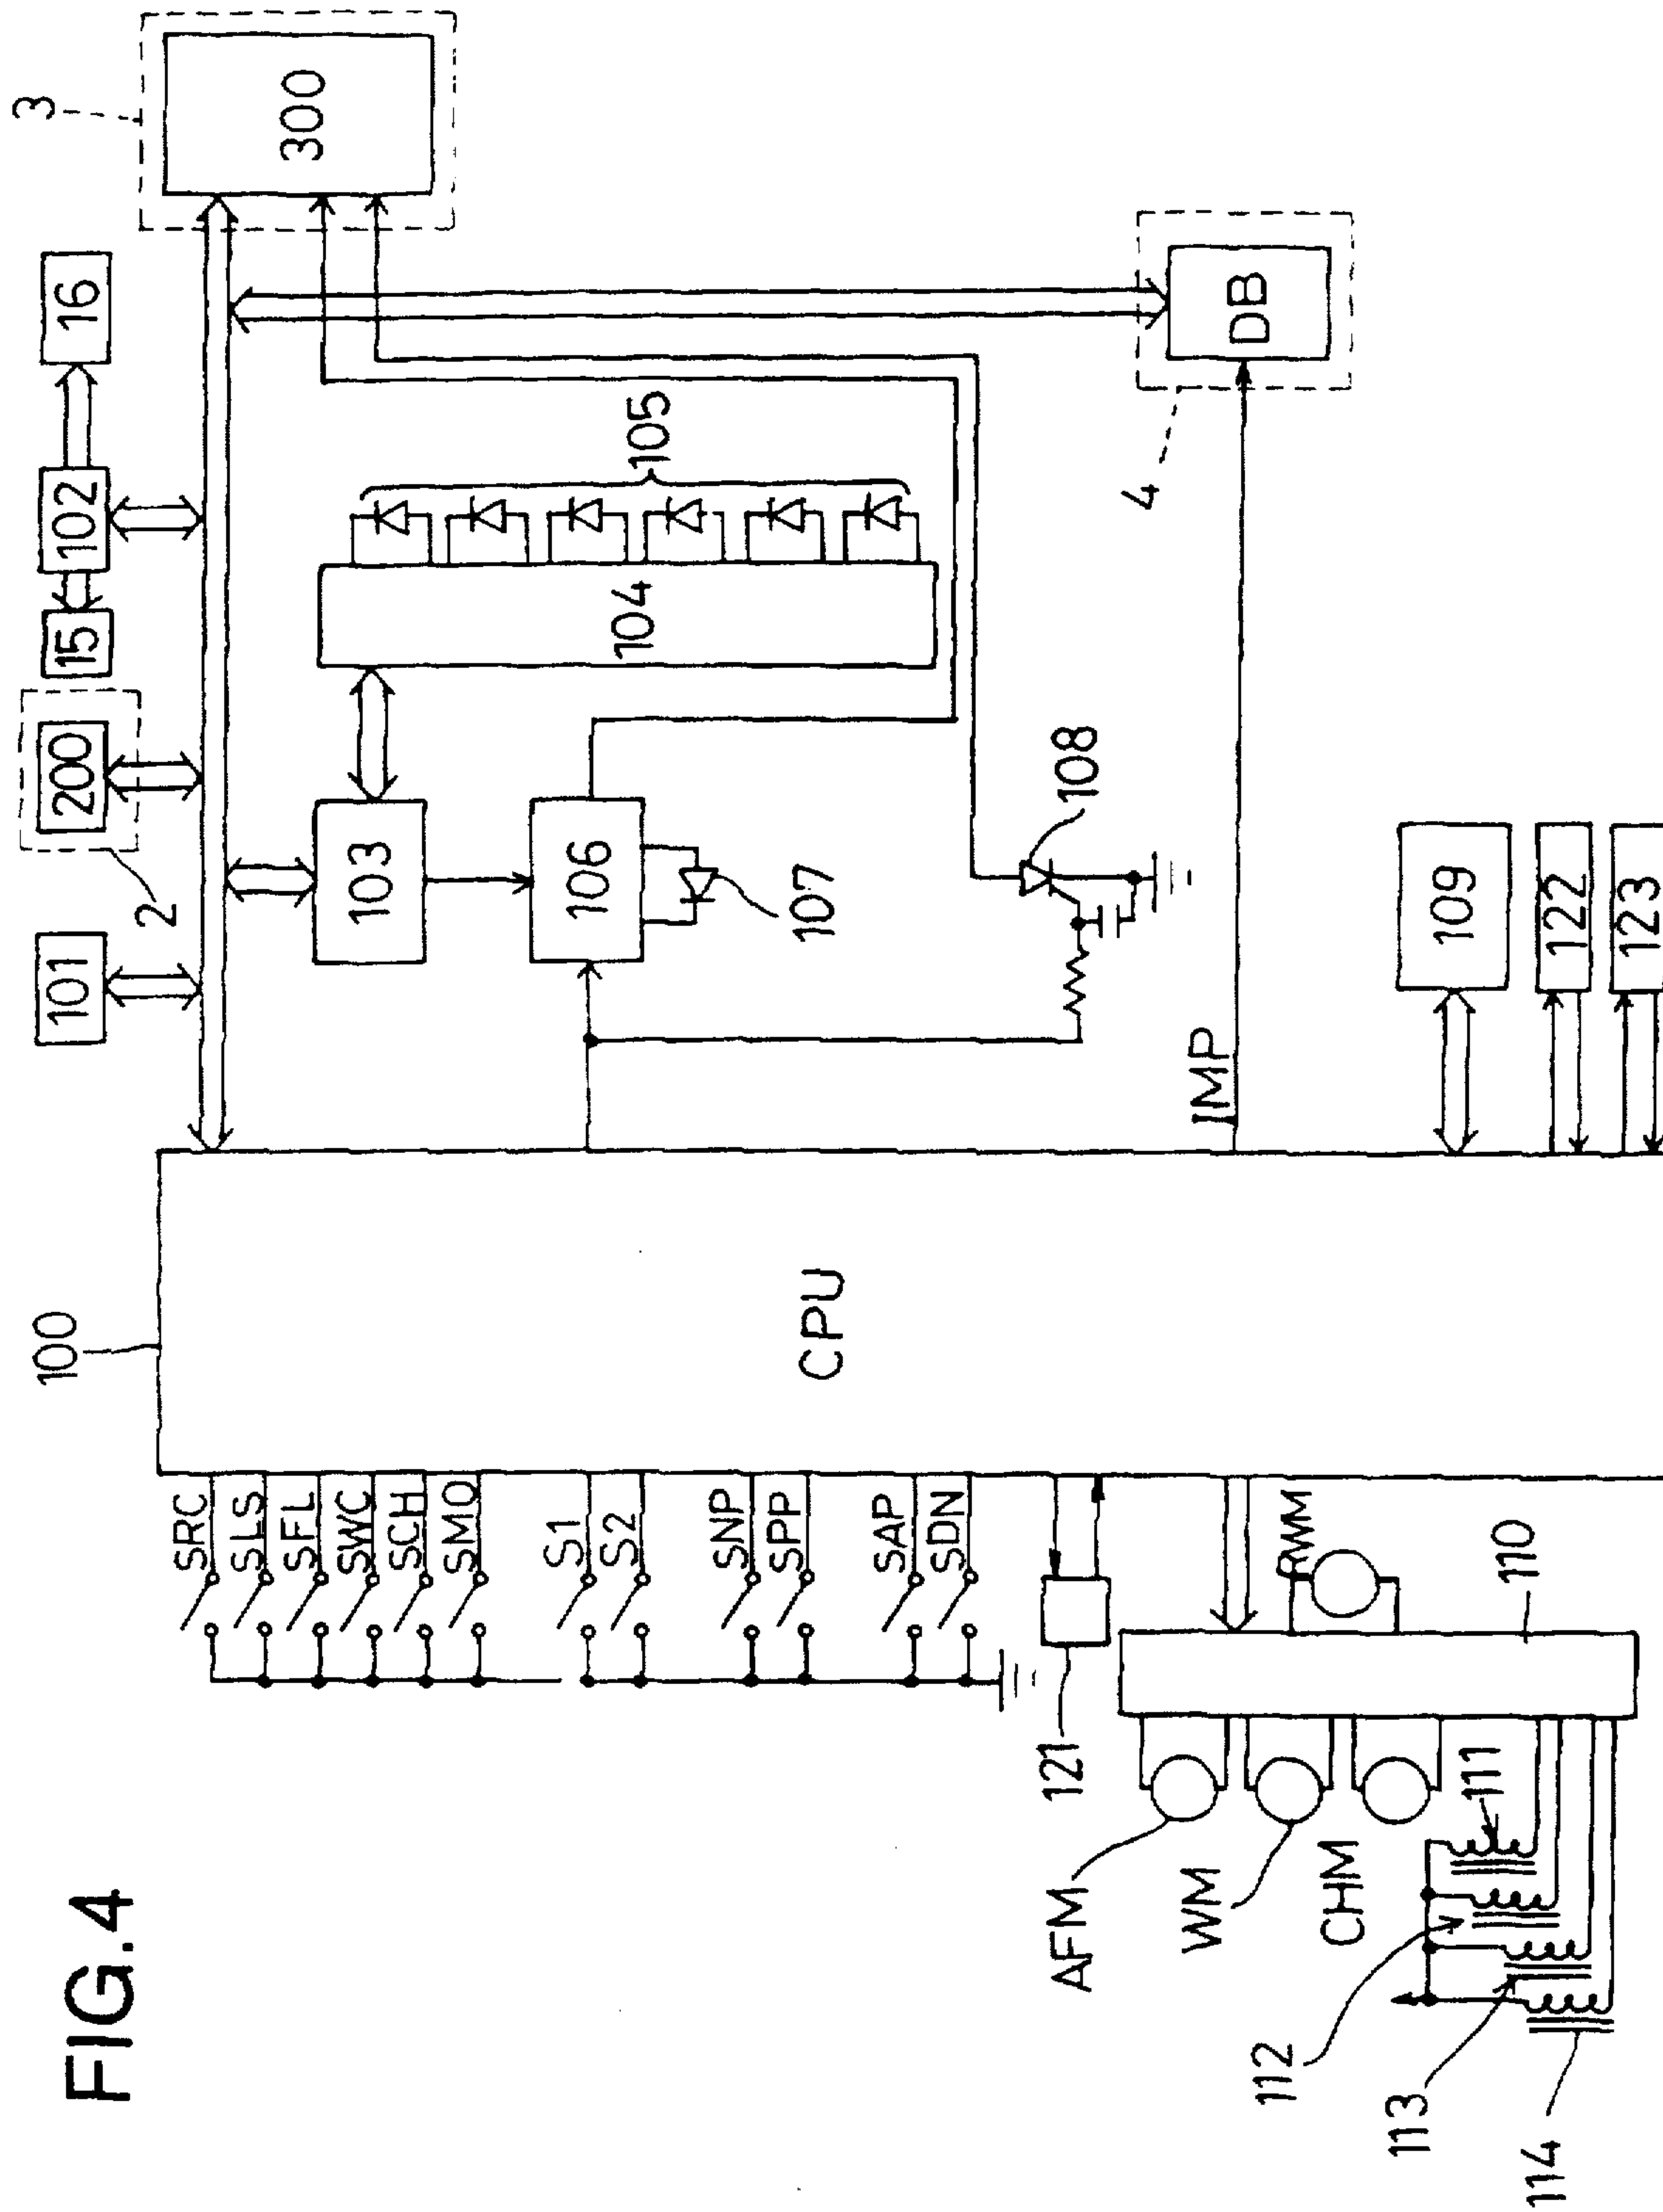 FIG.4
100
CPU
SRC
SLS
SFL
SWC
SCH
SMO
S1
S2
SNP
SPP
SAP
SDN
121
AFM
WM
CHM
RWM
110
111
112
113
114
101
2
200
15
102
16
3
300
103
104
105
106
107
108
IMP
4
DB
109
122
123